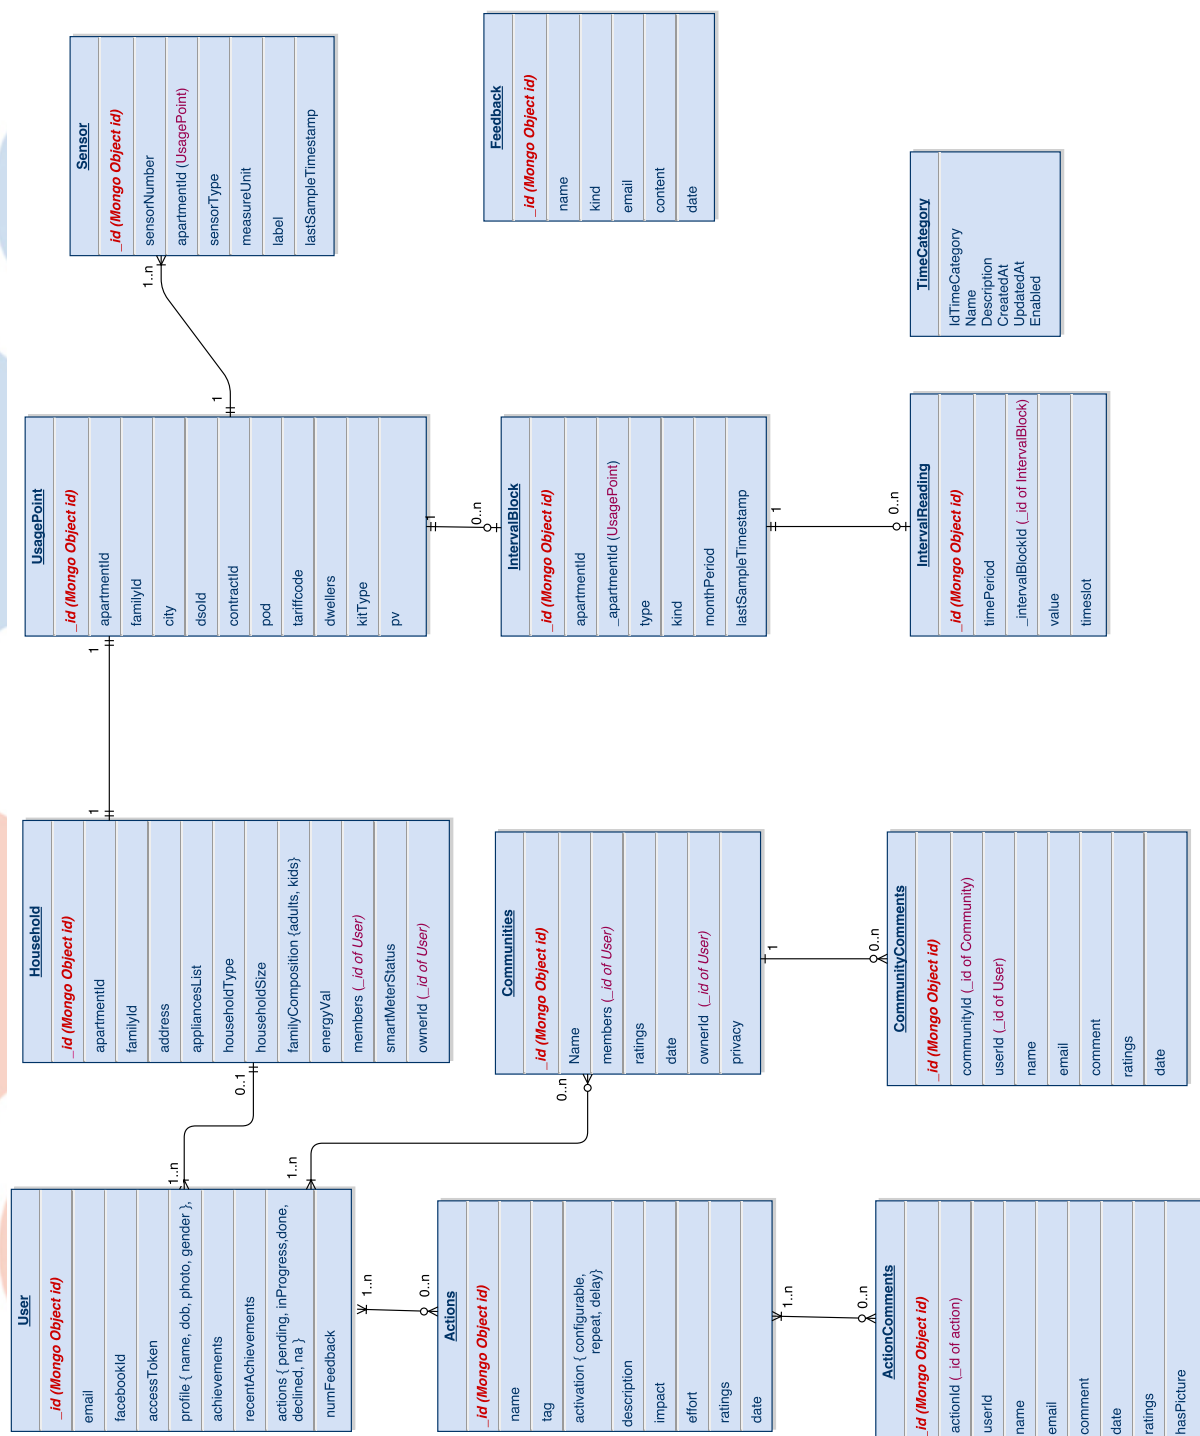 User
_id (Mongo Object id)
email
facebookId
accessToken
profile { name, dob, photo, gender },
achievements
recentAchievements
actions { pending, inProgress,done,
declined, na }
numFeedback
1..n
0..1
Household
_id (Mongo Object id)
apartmentId
familyId
address
appliancesList
householdType
householdSize
familyComposition {adults, kids}
energyVal
members (_id of User)
smartMeterStatus
ownerId (_id of User)
1
1
UsagePoint
_id (Mongo Object id)
apartmentId
familyId
city
dsoId
contractId
pod
tariffcode
dwellers
kitType
pv
1
1..n
Sensor
_id (Mongo Object id)
sensorNumber
apartmentId (UsagePoint)
sensorType
measureUnit
label
lastSampleTimestamp
1..n
0..n
1..n
0..n
Actions
_id (Mongo Object id)
name
tag
activation { configurable,
repeat, delay}
description
impact
effort
ratings
date
Communities
_id (Mongo Object id)
Name
members (_id of User)
ratings
date
ownerId (_id of User)
privacy
1
0..n
IntervalBlock
_id (Mongo Object id)
apartmentId
_apartmentId (UsagePoint)
type
kind
monthPeriod
lastSampleTimestamp
Feedback
_id (Mongo Object id)
name
kind
email
content
date
1..n
0..n
1
0..n
1
0..n
ActionComments
_id (Mongo Object id)
actionId (_id of action)
userId
name
email
comment
date
ratings
hasPicture
CommunityComments
_id (Mongo Object id)
communityId (_id of Community)
userId (_id of User)
name
email
comment
ratings
date
IntervalReading
_id (Mongo Object id)
timePeriod
_intervalBlockId (_id of IntervalBlock)
value
timeslot
TimeCategory
IdTimeCategory
Name
Description
CreatedAt
UpdatedAt
Enabled